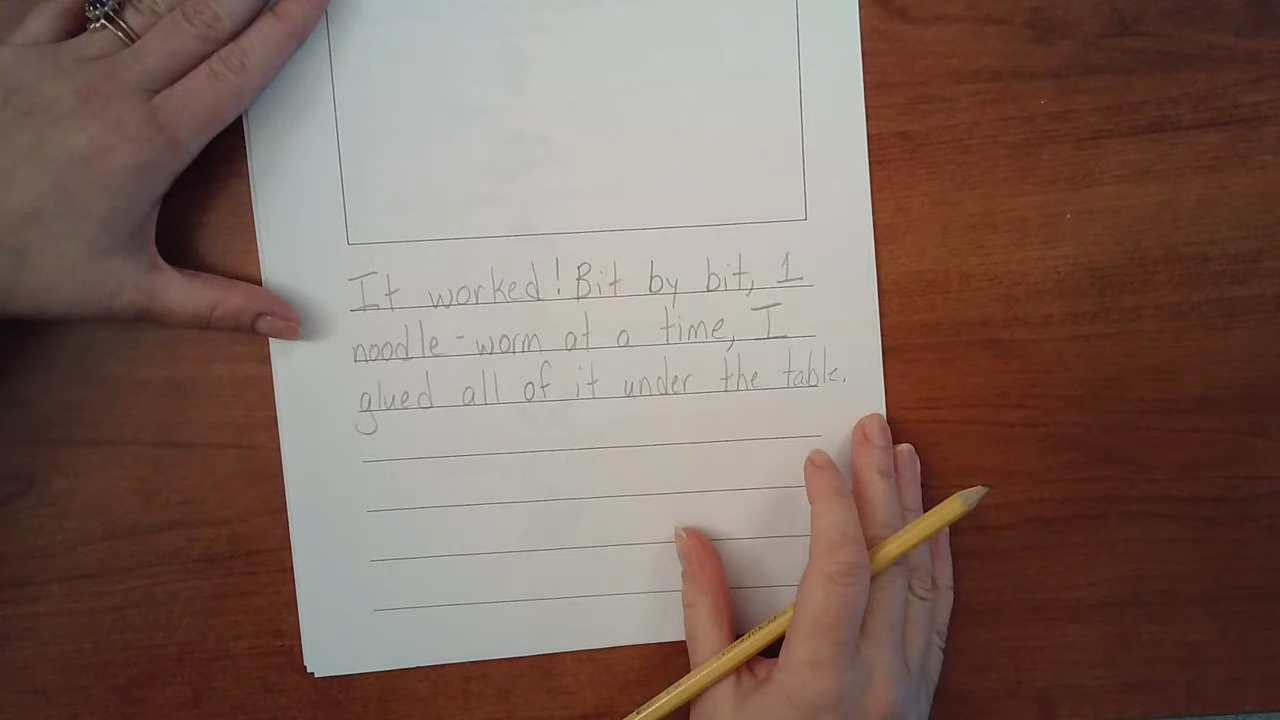 It worked! Bit by bit, 1
noodle-worm at a time, I
glued all of it under the table.